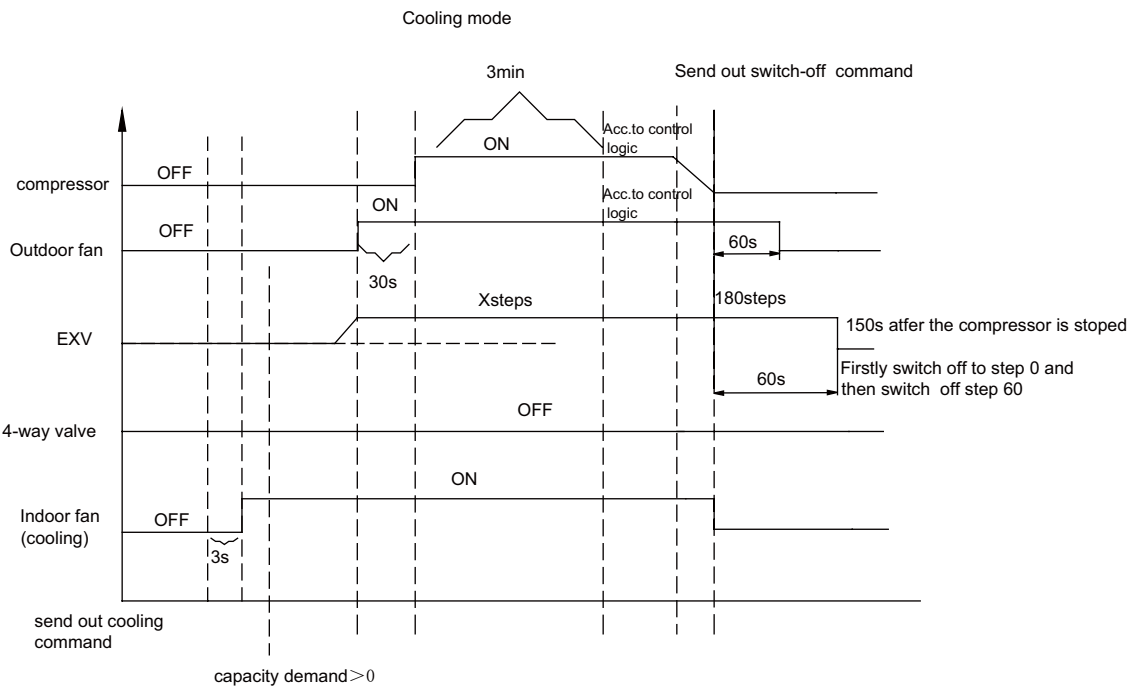 Cooling mode
3min
Send out switch-off command
Acc.to control
logic
ON
OFF
compressor
Acc.to control
logic
ON
OFF
Outdoor fan
60s
30s
Xsteps
180steps
150s atfer the compressor is stoped
EXV
Firstly switch off to step 0 and
then switch off step 60
60s
OFF
4-way valve
ON
Indoor fan
(cooling)
OFF
3s
send out cooling
command
capacity demand>0